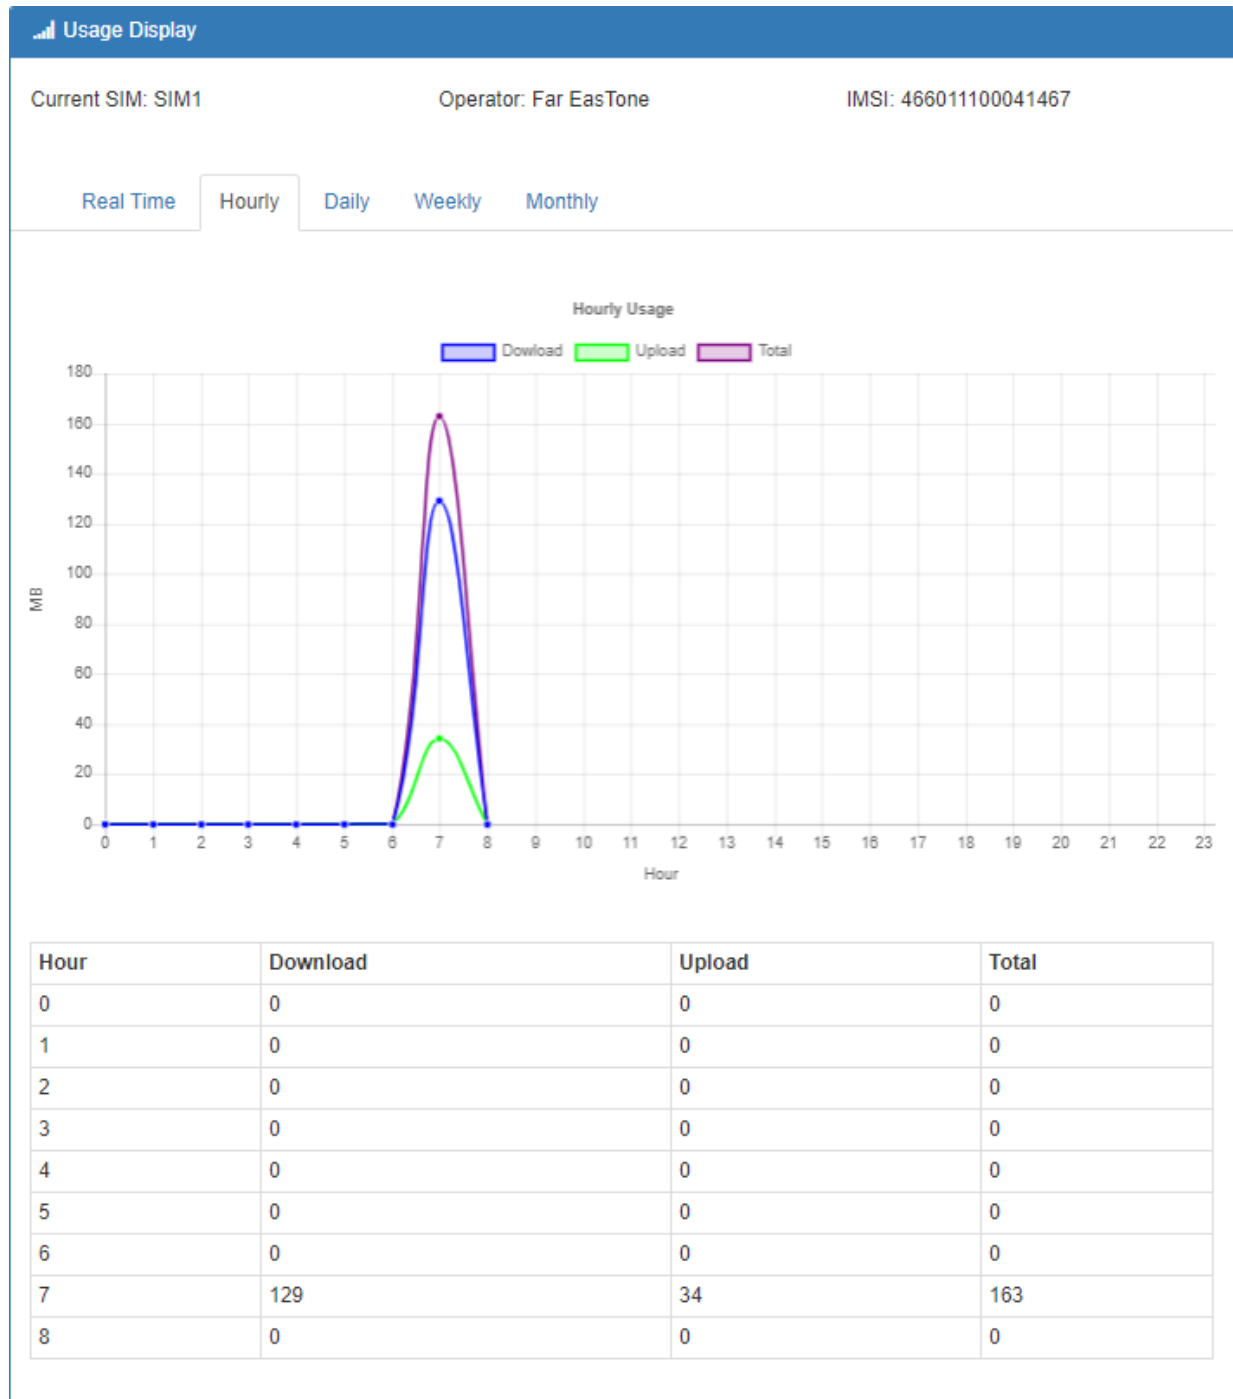 Usage Display
Current SIM: SIM1 Operator: Far EasTone IMSI: 466011100041467
Real Time Hourly Daily Weekly Monthly
Hourly Usage
Dowload Upload Total
180
160
140
120
100
80
60
40
20
0
MB
0 1 2 3 4 5 6 7 8 9 10 11 12 13 14 15 16 17 18 19 20 21 22 23
Hour
Hour Download Upload Total
0 0 0 0
1 0 0 0
2 0 0 0
3 0 0 0
4 0 0 0
5 0 0 0
6 0 0 0
7 129 34 163
8 0 0 0